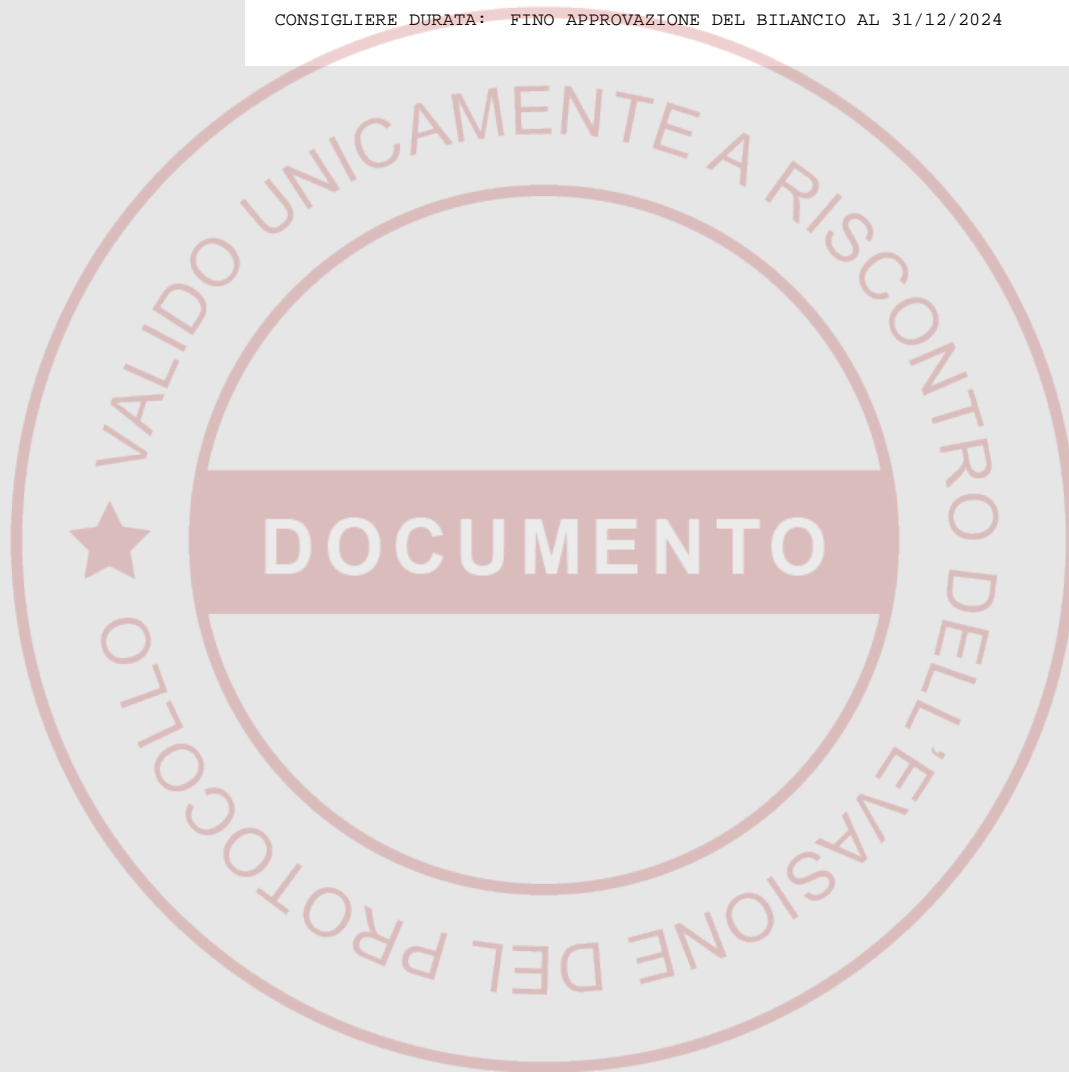 CONSIGLIERE DURATA:  FINO APPROVAZIONE DEL BILANCIO AL 31/12/2024
★ VALIDO UNICAMENTE A RISCONTRO DELL'EVASIONE DEL PROTOCOLLO
DOCUMENTO